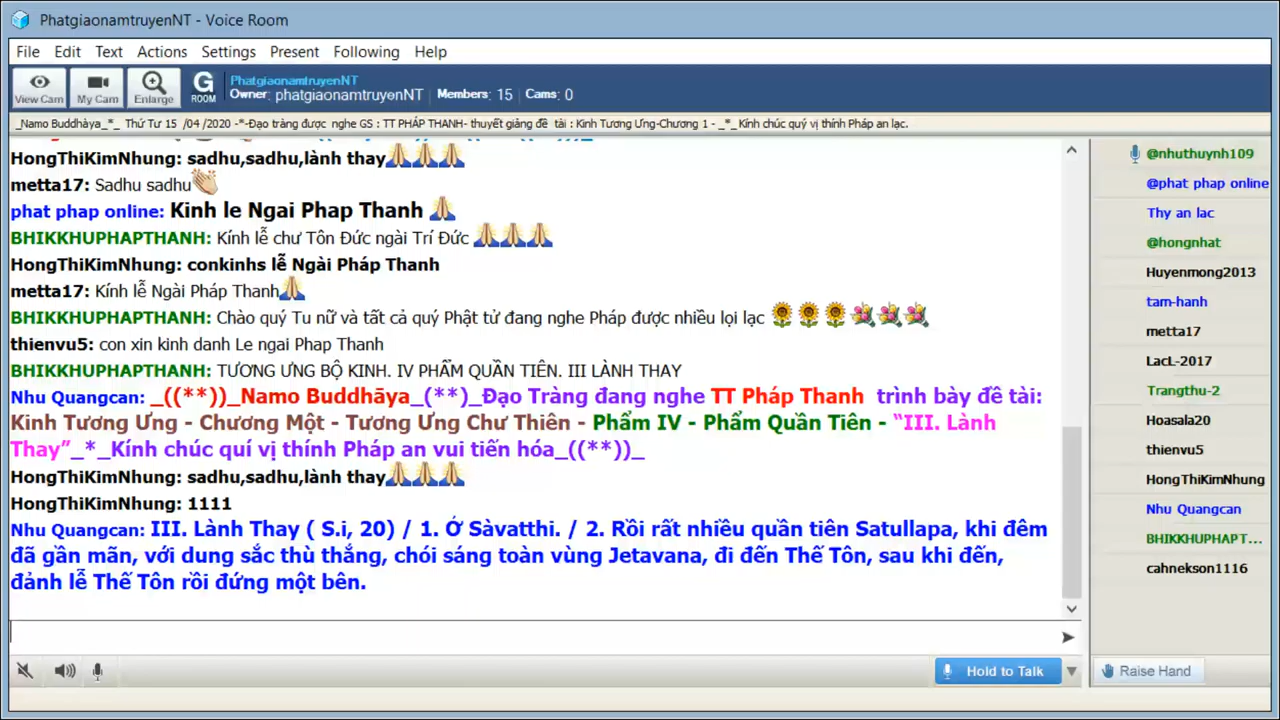 PhatgiaonamtruyenNT - Voice Room
File Edit Text Actions Settings Present Following Help
View Cam My Cam Enlarge G ROOM
PhatgiaonamtruyenNT
Owner: phatgiaonamtruyenNT Members: 15 Cams: 0
_Namo Buddhàya_*_ Thứ Tư 15 /04 /2020 -*-Đạo tràng được nghe GS : TT PHÁP THANH- thuyết giảng đề tài : Kinh Tương Ưng-Chương 1 - _*_ Kính chúc quý vị thính Pháp an lạc.
HongThiKimNhung: sadhu,sadhu,lành thay
metta17: Sadhu sadhu
phat phap online: Kinh le Ngai Phap Thanh
BHIKKHUPHAPTHANH: Kính lễ chư Tôn Đức ngài Trí Đức
HongThiKimNhung: conkinhs lễ Ngài Pháp Thanh
metta17: Kính lễ Ngài Pháp Thanh
BHIKKHUPHAPTHANH: Chào quý Tu nữ và tất cả quý Phật tử đang nghe Pháp được nhiều lọi lạc
thienvu5: con xin kinh danh Le ngai Phap Thanh
BHIKKHUPHAPTHANH: TƯƠNG ƯNG BỘ KINH. IV PHẨM QUẦN TIÊN. III LÀNH THAY
Nhu Quangcan: _((**))_Namo Buddhāya_(**)_Đạo Tràng đang nghe TT Pháp Thanh trình bày đề tài:
Kinh Tương Ưng - Chương Một - Tương Ưng Chư Thiên - Phẩm IV - Phẩm Quần Tiên - “III. Lành
Thay”_*_Kính chúc quí vị thính Pháp an vui tiến hóa_((**))_
HongThiKimNhung: sadhu,sadhu,lành thay
HongThiKimNhung: 1111
Nhu Quangcan: III. Lành Thay ( S.i, 20) / 1. Ở Sàvatthi. / 2. Rồi rất nhiều quần tiên Satullapa, khi đêm
đã gần mãn, với dung sắc thù thắng, chói sáng toàn vùng Jetavana, đi đến Thế Tôn, sau khi đến,
đảnh lễ Thế Tôn rồi đứng một bên.
@nhuthuynh109
@phat phap online
Thy an lac
@hongnhat
Huyenmong2013
tam-hanh
metta17
LacL-2017
Trangthu-2
Hoasala20
thienvu5
HongThiKimNhung
Nhu Quangcan
BHIKKHUPHAPT...
cahnekson1116
Hold to Talk
Raise Hand